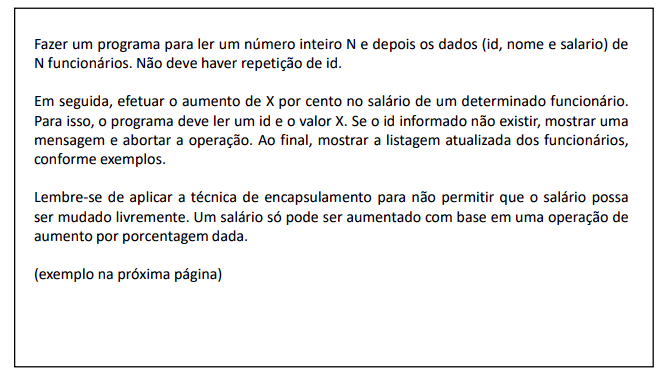 Fazer um programa para ler um número inteiro N e depois os dados (id, nome e salario) de
N funcionários. Não deve haver repetição de id.
Em seguida, efetuar o aumento de X por cento no salário de um determinado funcionário.
Para isso, o programa deve ler um id e o valor X. Se o id informado não existir, mostrar uma
mensagem e abortar a operação. Ao final, mostrar a listagem atualizada dos funcionários,
conforme exemplos.
Lembre-se de aplicar a técnica de encapsulamento para não permitir que o salário possa
ser mudado livremente. Um salário só pode ser aumentado com base em uma operação de
aumento por porcentagem dada.
(exemplo na próxima página)